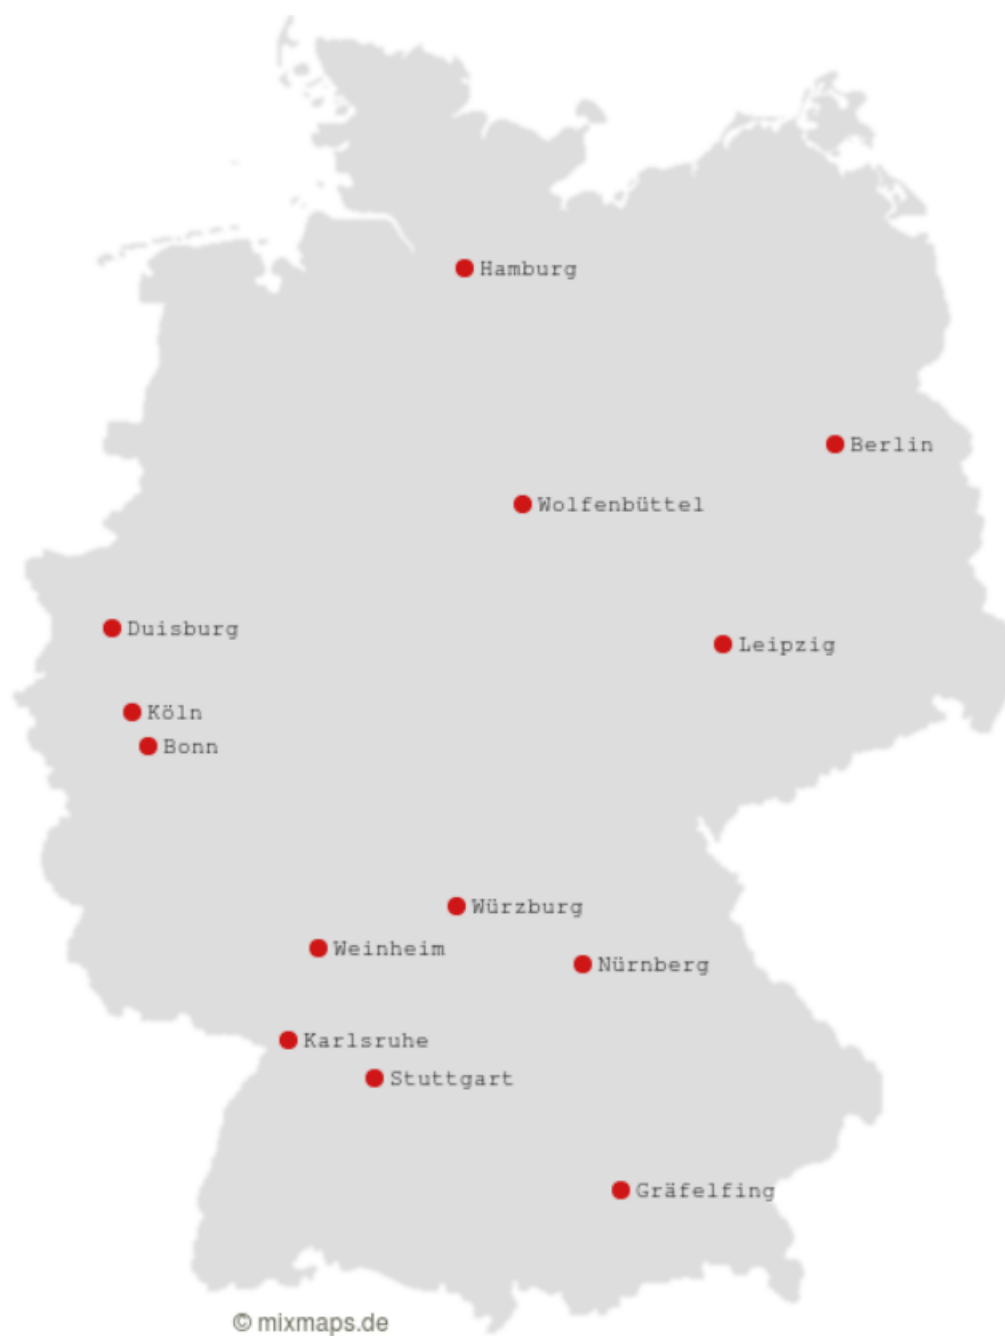 Hamburg
Berlin
Wolfenbüttel
Duisburg
Leipzig
Köln
Bonn
Würzburg
Weinheim
Nürnberg
Karlsruhe
Stuttgart
Gräfelfing
© mixmaps.de